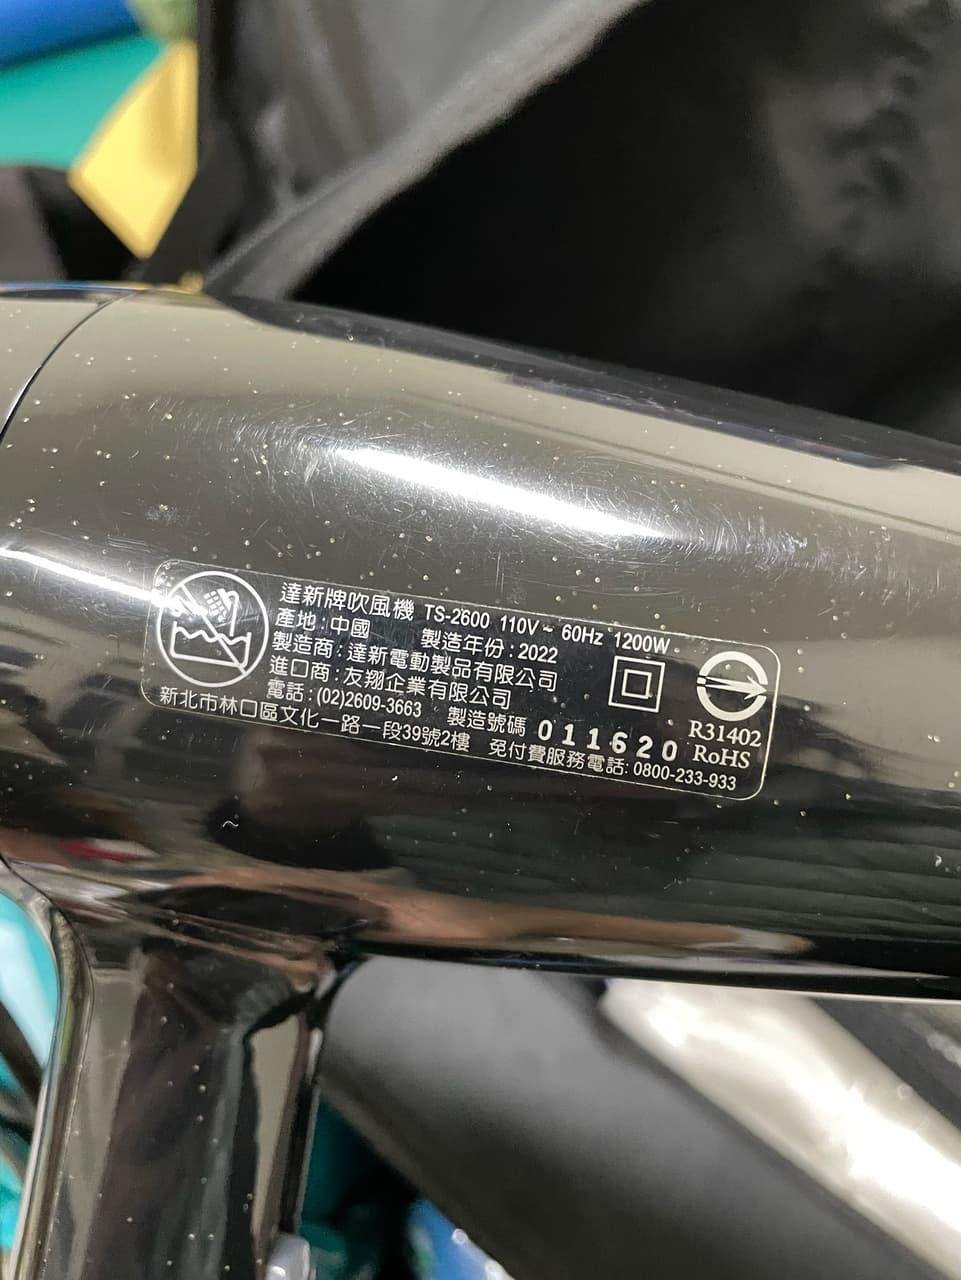 達新牌吹風機 TS-2600 110V~ 60Hz 1200W
產地:中國 製造年份:2022
製造商:達新電動製品有限公司
進口商:友翔企業有限公司
電話:(02)2609-3663 製造號碼 011620
新北市林口區文化一路一段39號2樓 免付費服務電話:0800-233-933
R31402
RoHS